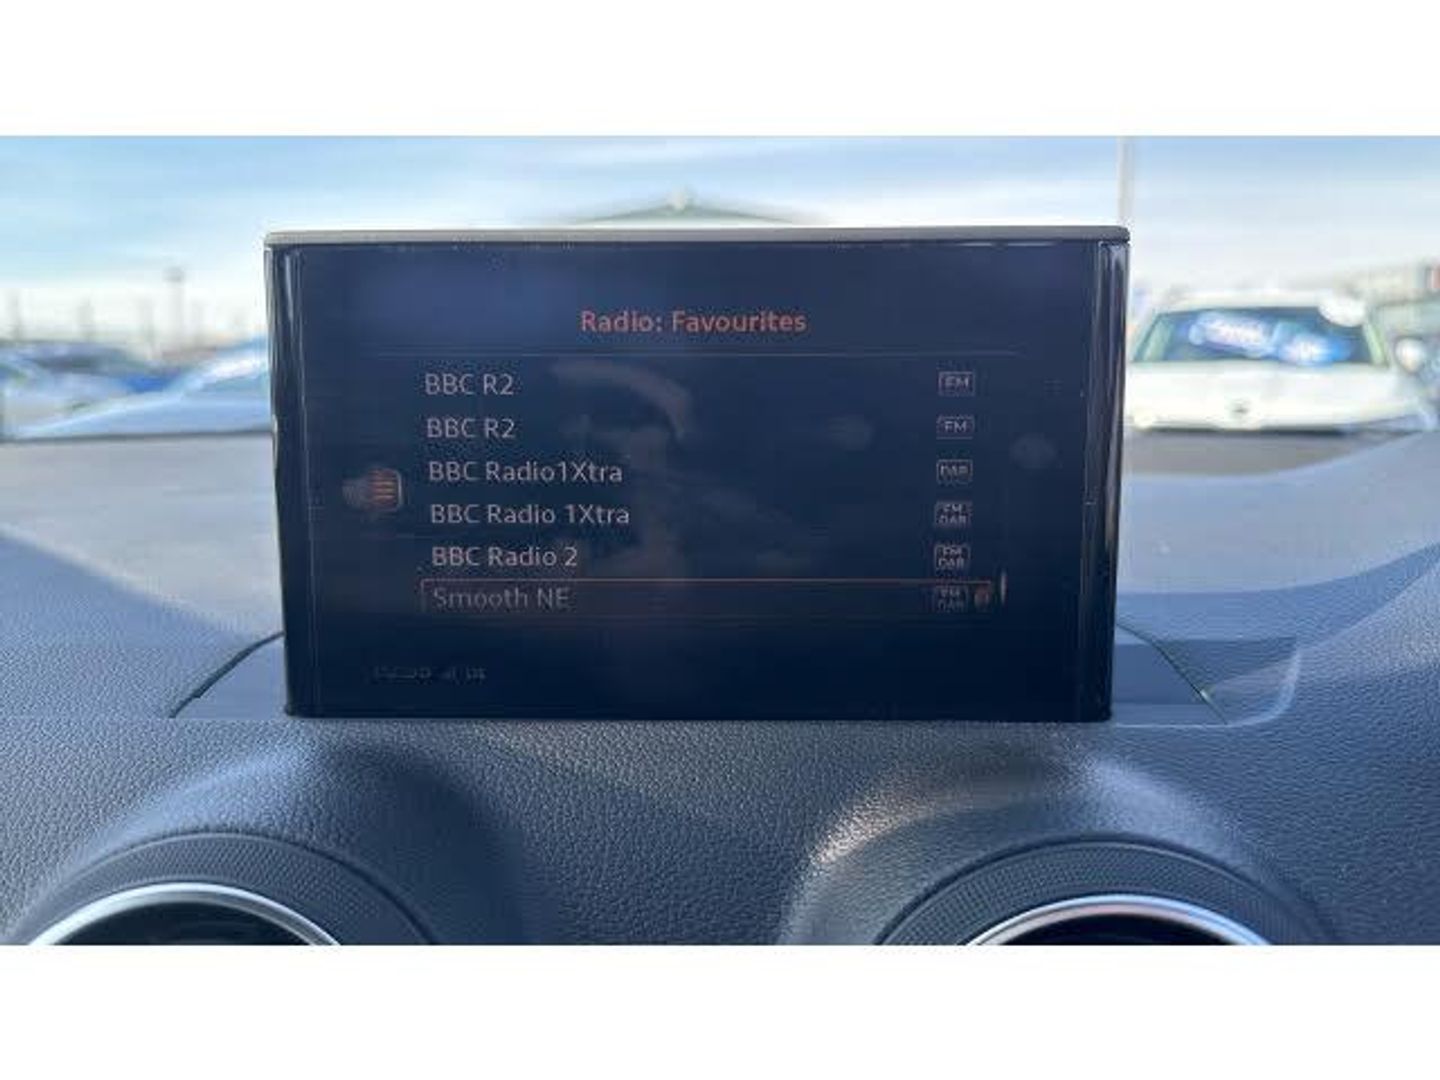 Radio: Favourites
BBC R2 FM
BBC R2 FM
BBC Radio1Xtra DAB
BBC Radio 1Xtra FM DAB
BBC Radio 2 FM DAB
Smooth NE FM DAB